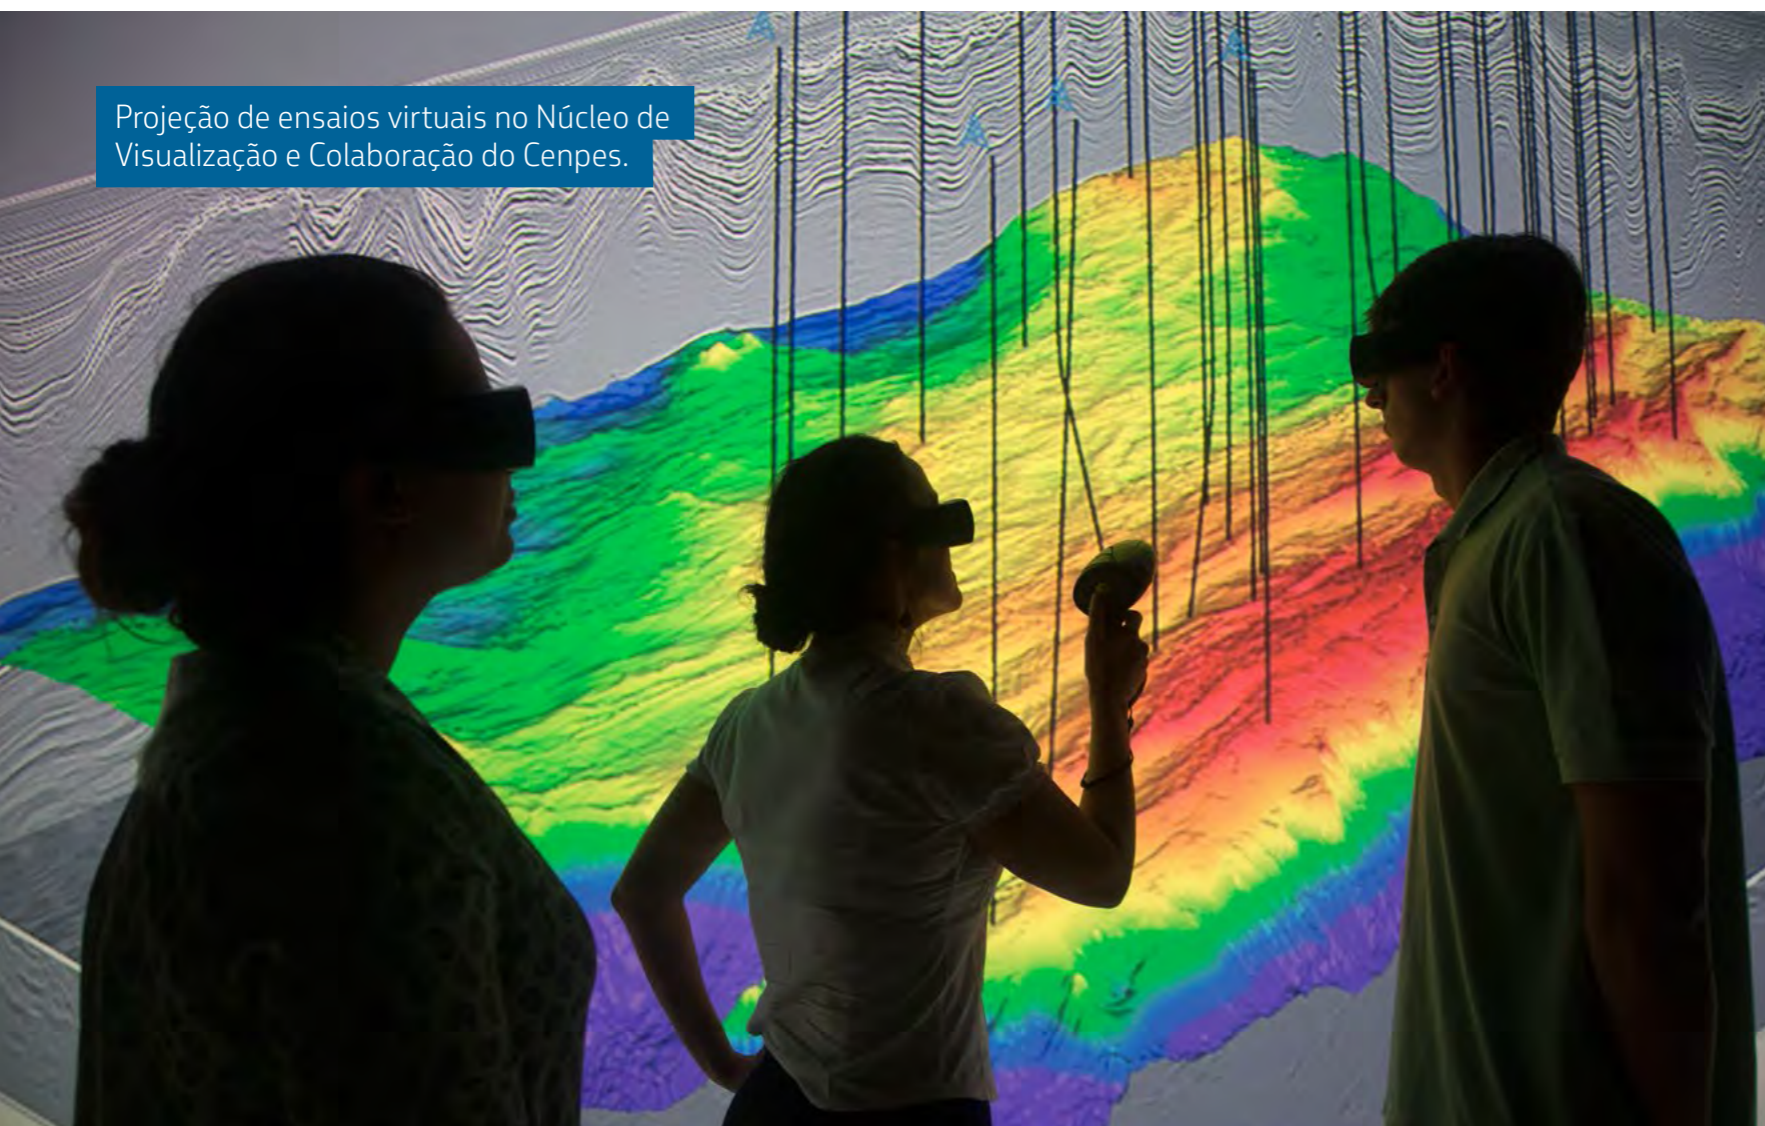 Projeção de ensaios virtuais no Núcleo de
Visualização e Colaboração do Cenpes.